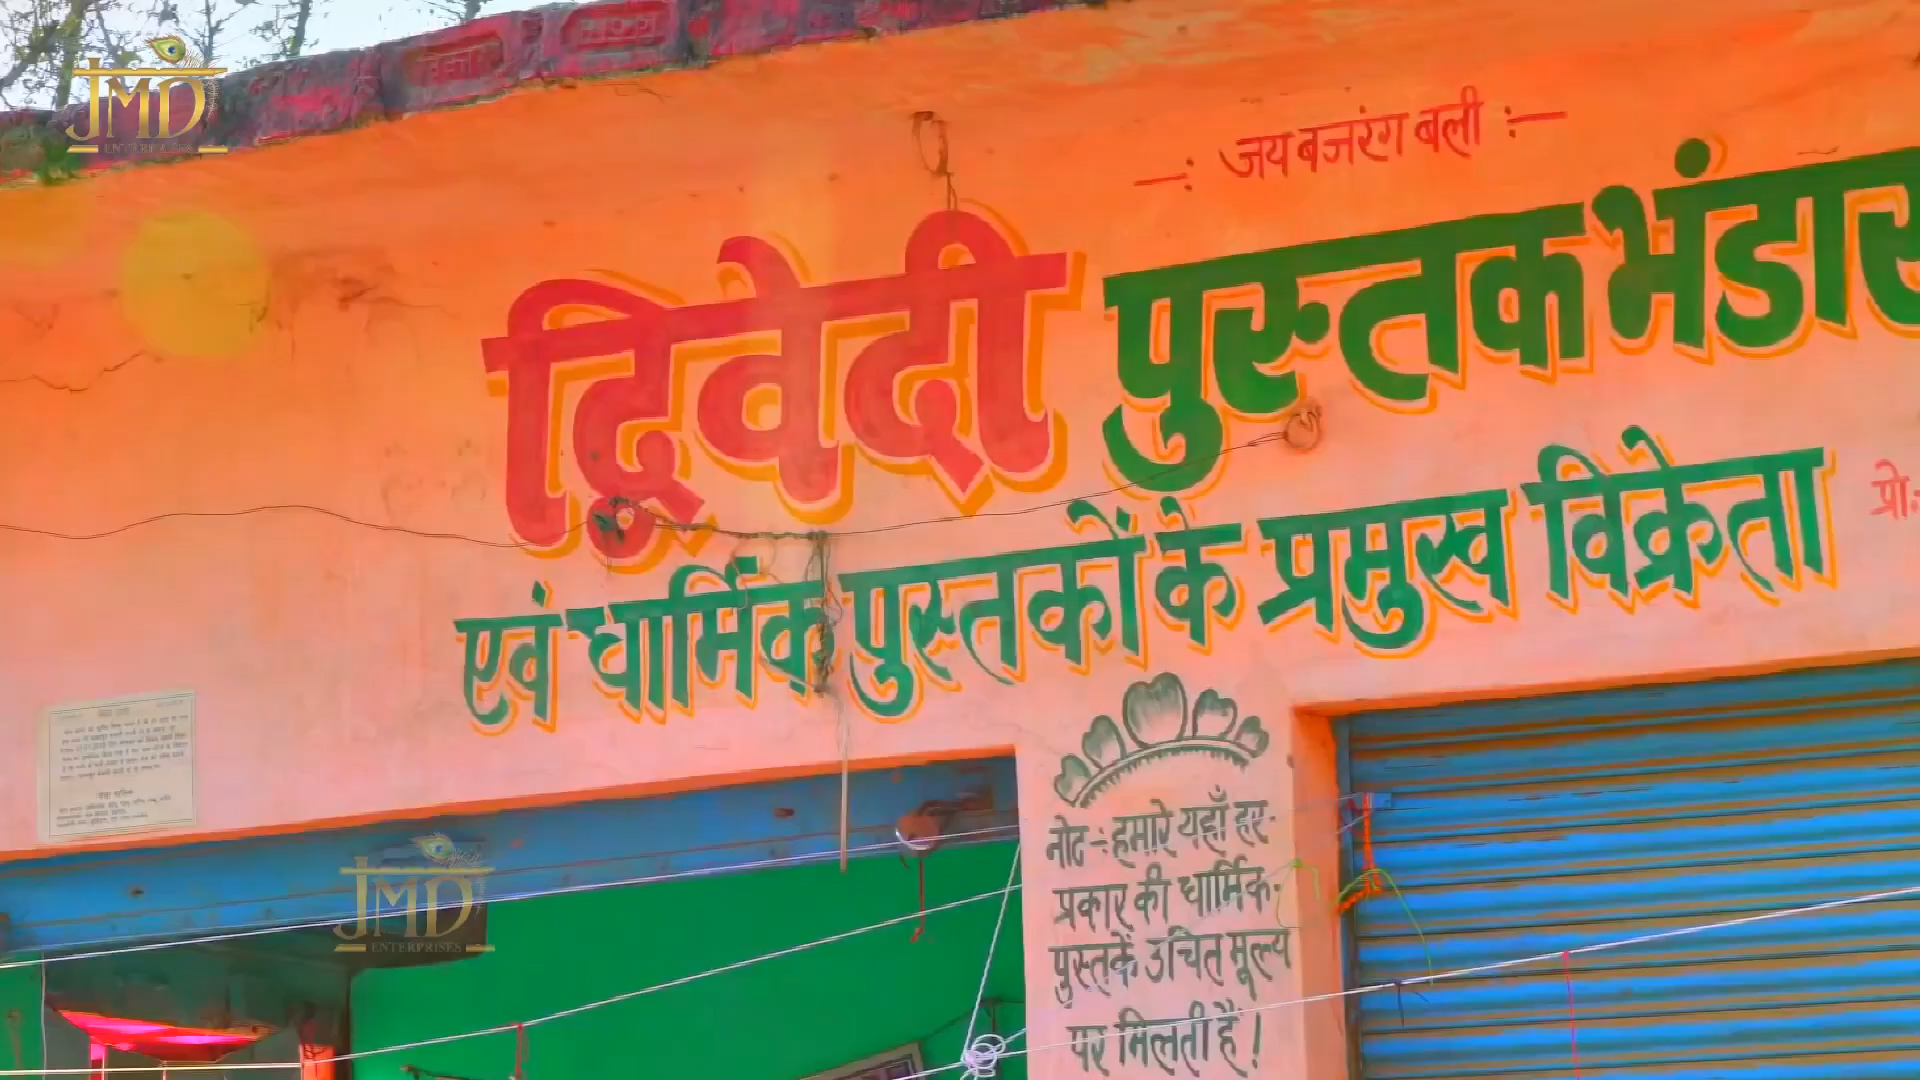 JMD
ENTERPRISES
—: जय बजरंग बली :—
द्विवेदी पुस्तक भंडार
एवं धार्मिक पुस्तकों के प्रमुख विक्रेता
प्रो:
नोट-: हमारे यहाँ हर-
प्रकार की धार्मिक-
पुस्तकें उचित मूल्य
पर मिलती है!
JMD
ENTERPRISES